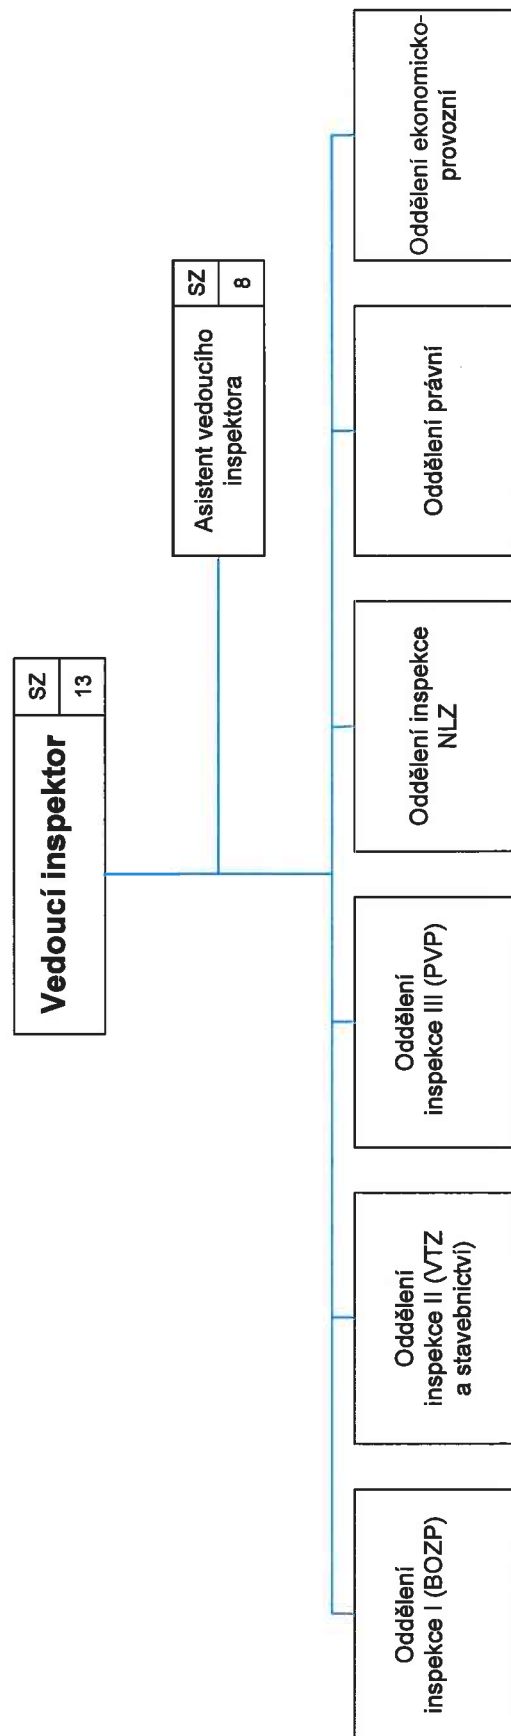 Vedoucí inspektor
SZ
13
Asistent vedoucího
inspektora
SZ
8
Oddělení
inspekce I (BOZP)
Oddělení
inspekce II (VTZ
a stavebnictví)
Oddělení
inspekce III (PVP)
Oddělení inspekce
NLZ
Oddělení právní
Oddělení ekonomicko-
provozní